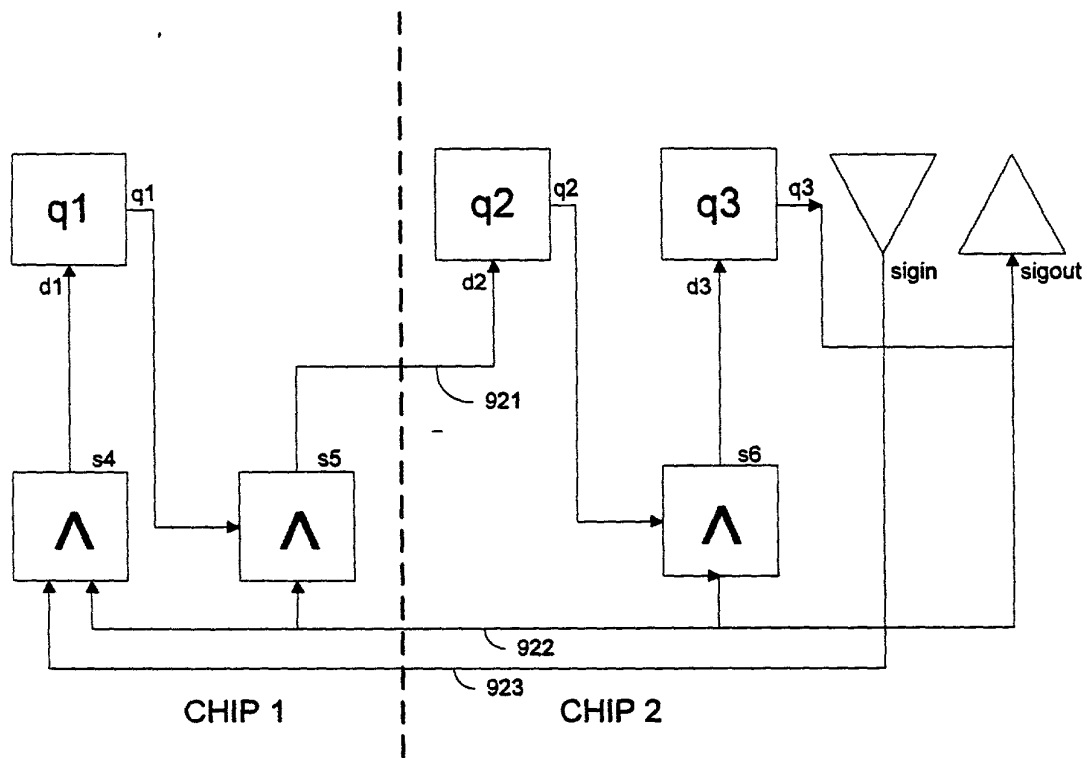 q1
q1
d1
q2
q2
d2
q3
q3
d3
sigin
sigout
921
s4
Λ
s5
Λ
s6
Λ
922
923
CHIP 1
CHIP 2